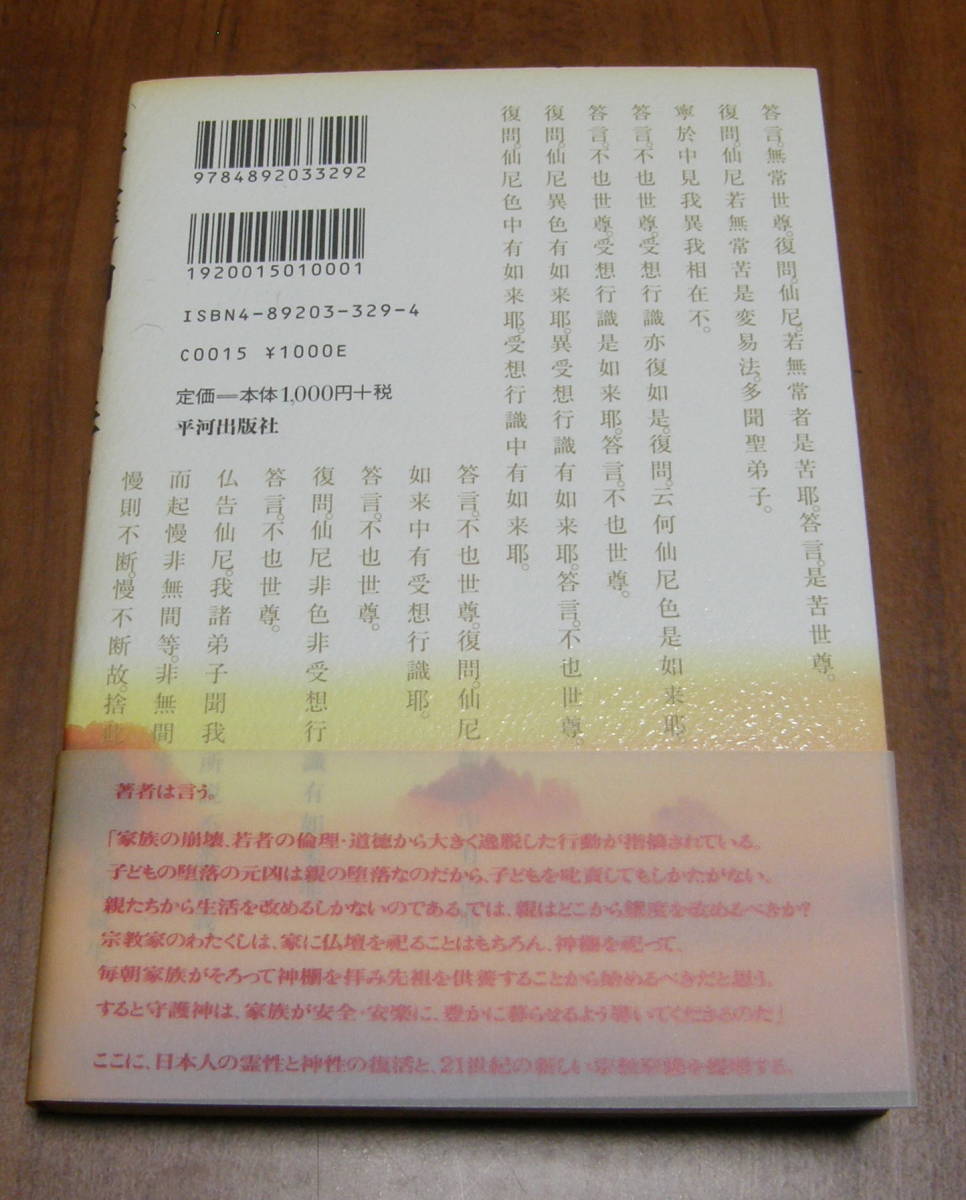 9784892033292
1920015010001
ISBN4-89203-329-4
C0015 ¥1000E
定価＝本体1,000円＋税
平河出版社
答言。無常世尊。復問。仙尼。若無常者是苦耶。答言。是苦世尊。
復問。仙尼若無常苦是変易法。多聞聖弟子。
寧於中見我異我相在不。
答言。不也世尊。受想行識亦復如是。復問。云何仙尼色是如来耶。
答言。不也世尊。受想行識是如来耶。答言。不也世尊。
復問。仙尼異色有如来耶。異受想行識有如来耶。答言。不也世尊。
復問。仙尼色中有如来耶。受想行識中有如来耶。
答言。不也世尊。復問。仙尼
如来中有受想行識耶。
答言。不也世尊。
復問。仙尼非色非受想行識有如
答言。不也世尊。
仏告仙尼。我諸弟子聞我所説
而起慢非無間等。非無間
慢則不断。慢不断故。捨此
著者は言う。
「家族の崩壊、若者の倫理・道徳から大きく逸脱した行動が指摘されている。
子どもの堕落の元凶は親の堕落なのだから、子どもを叱責してもしかたがない。
親たちから生活を改めるしかないのである。では、親はどこから態度を改めるべきか?
宗教家のわたくしは、家に仏壇を祀ることはもちろん、神棚を祀って、
毎朝家族がそろって神棚を拝み先祖を供養することから始めるべきだと思う。
すると守護神は、家族が安全・安楽に、豊かに暮らせるよう導いてくださるのだ」
ここに、日本人の霊性と神性の復活と、21世紀の新しい宗教を提唱する。